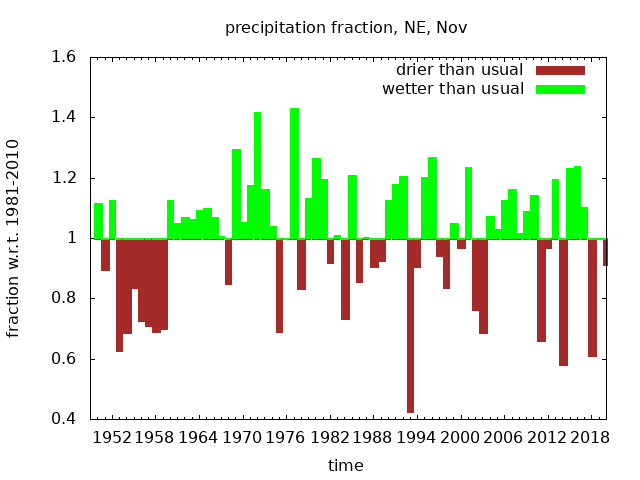 precipitation fraction, NE, Nov
drier than usual
wetter than usual
fraction w.r.t. 1981-2010
1.6
1.4
1.2
1
0.8
0.6
0.4
1952 1958 1964 1970 1976 1982 1988 1994 2000 2006 2012 2018
time